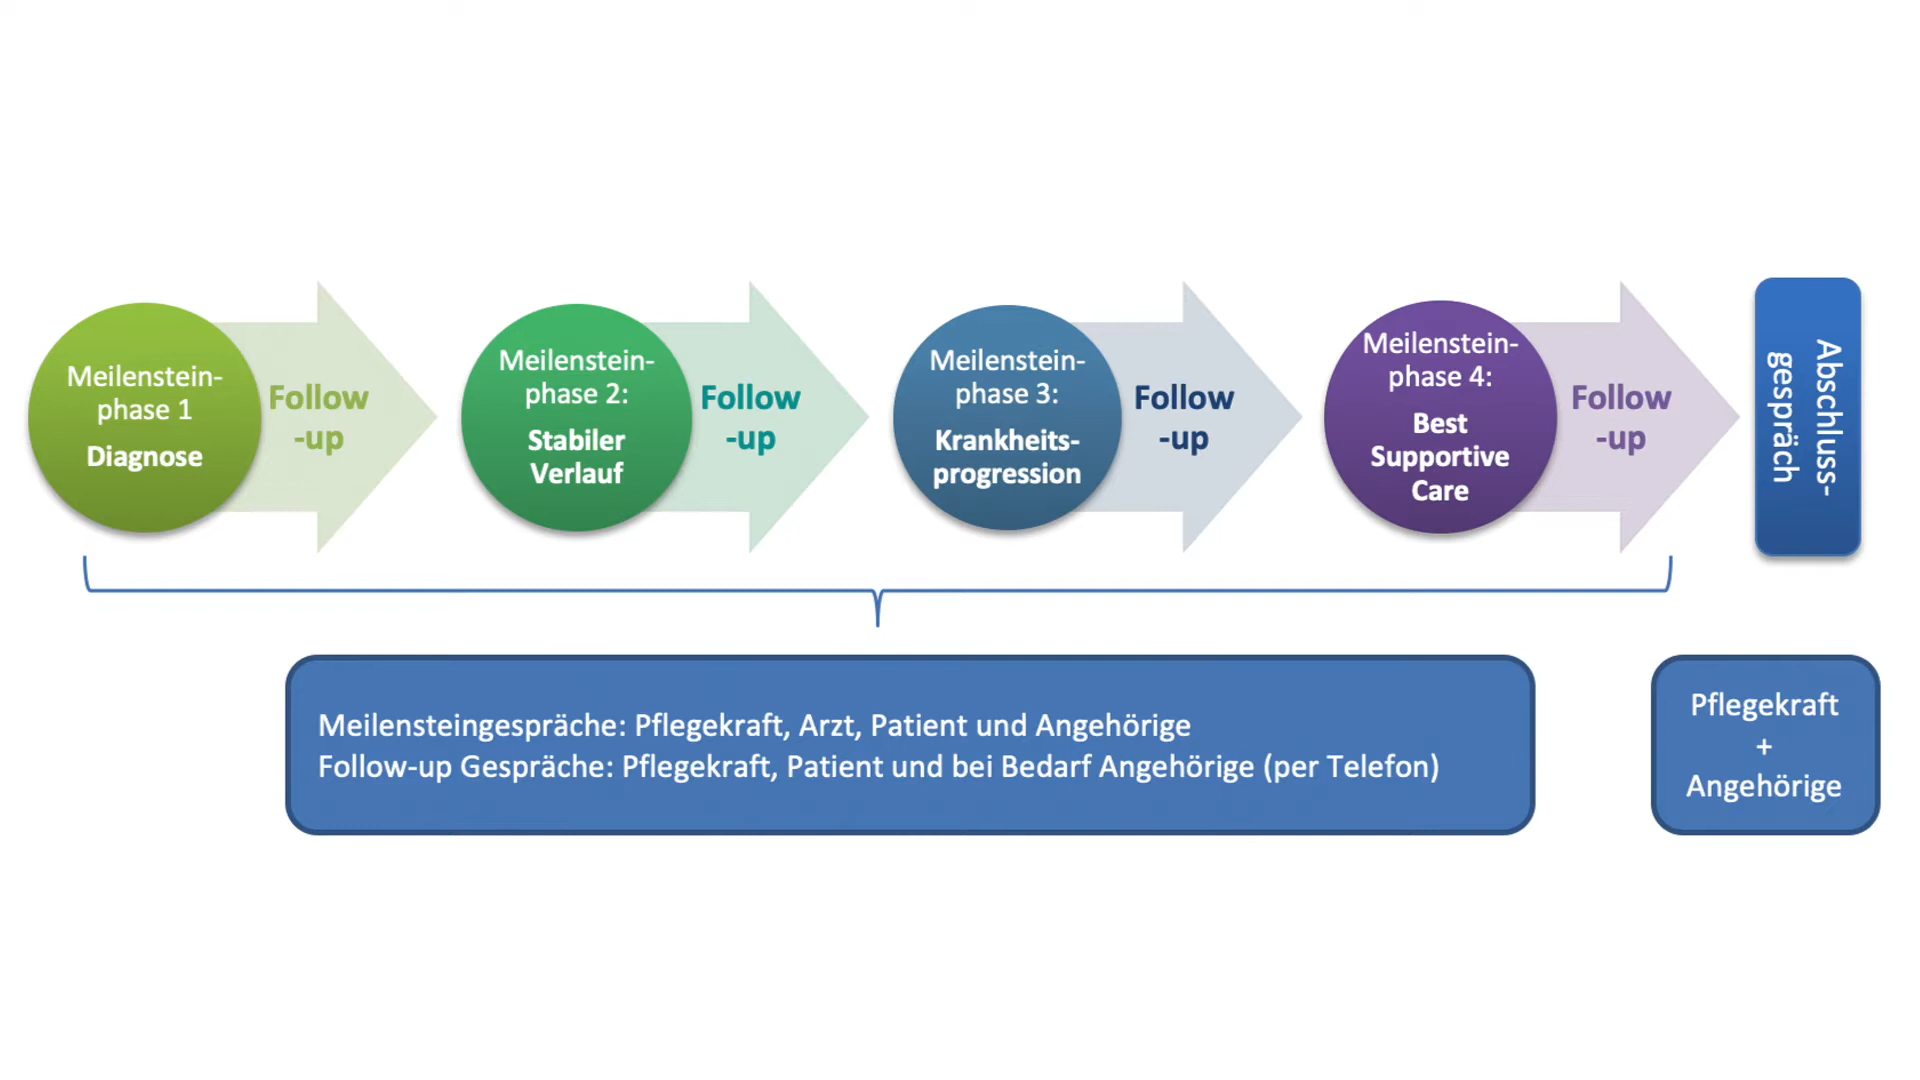 Meilenstein-
phase 1
Diagnose
Follow
-up
Meilenstein-
phase 2:
Stabiler
Verlauf
Follow
-up
Meilenstein-
phase 3:
Krankheits-
progression
Follow
-up
Meilenstein-
phase 4:
Best
Supportive
Care
Follow
-up
Abschluss-
gespräch
Meilensteingespräche: Pflegekraft, Arzt, Patient und Angehörige
Follow-up Gespräche: Pflegekraft, Patient und bei Bedarf Angehörige (per Telefon)
Pflegekraft
+
Angehörige